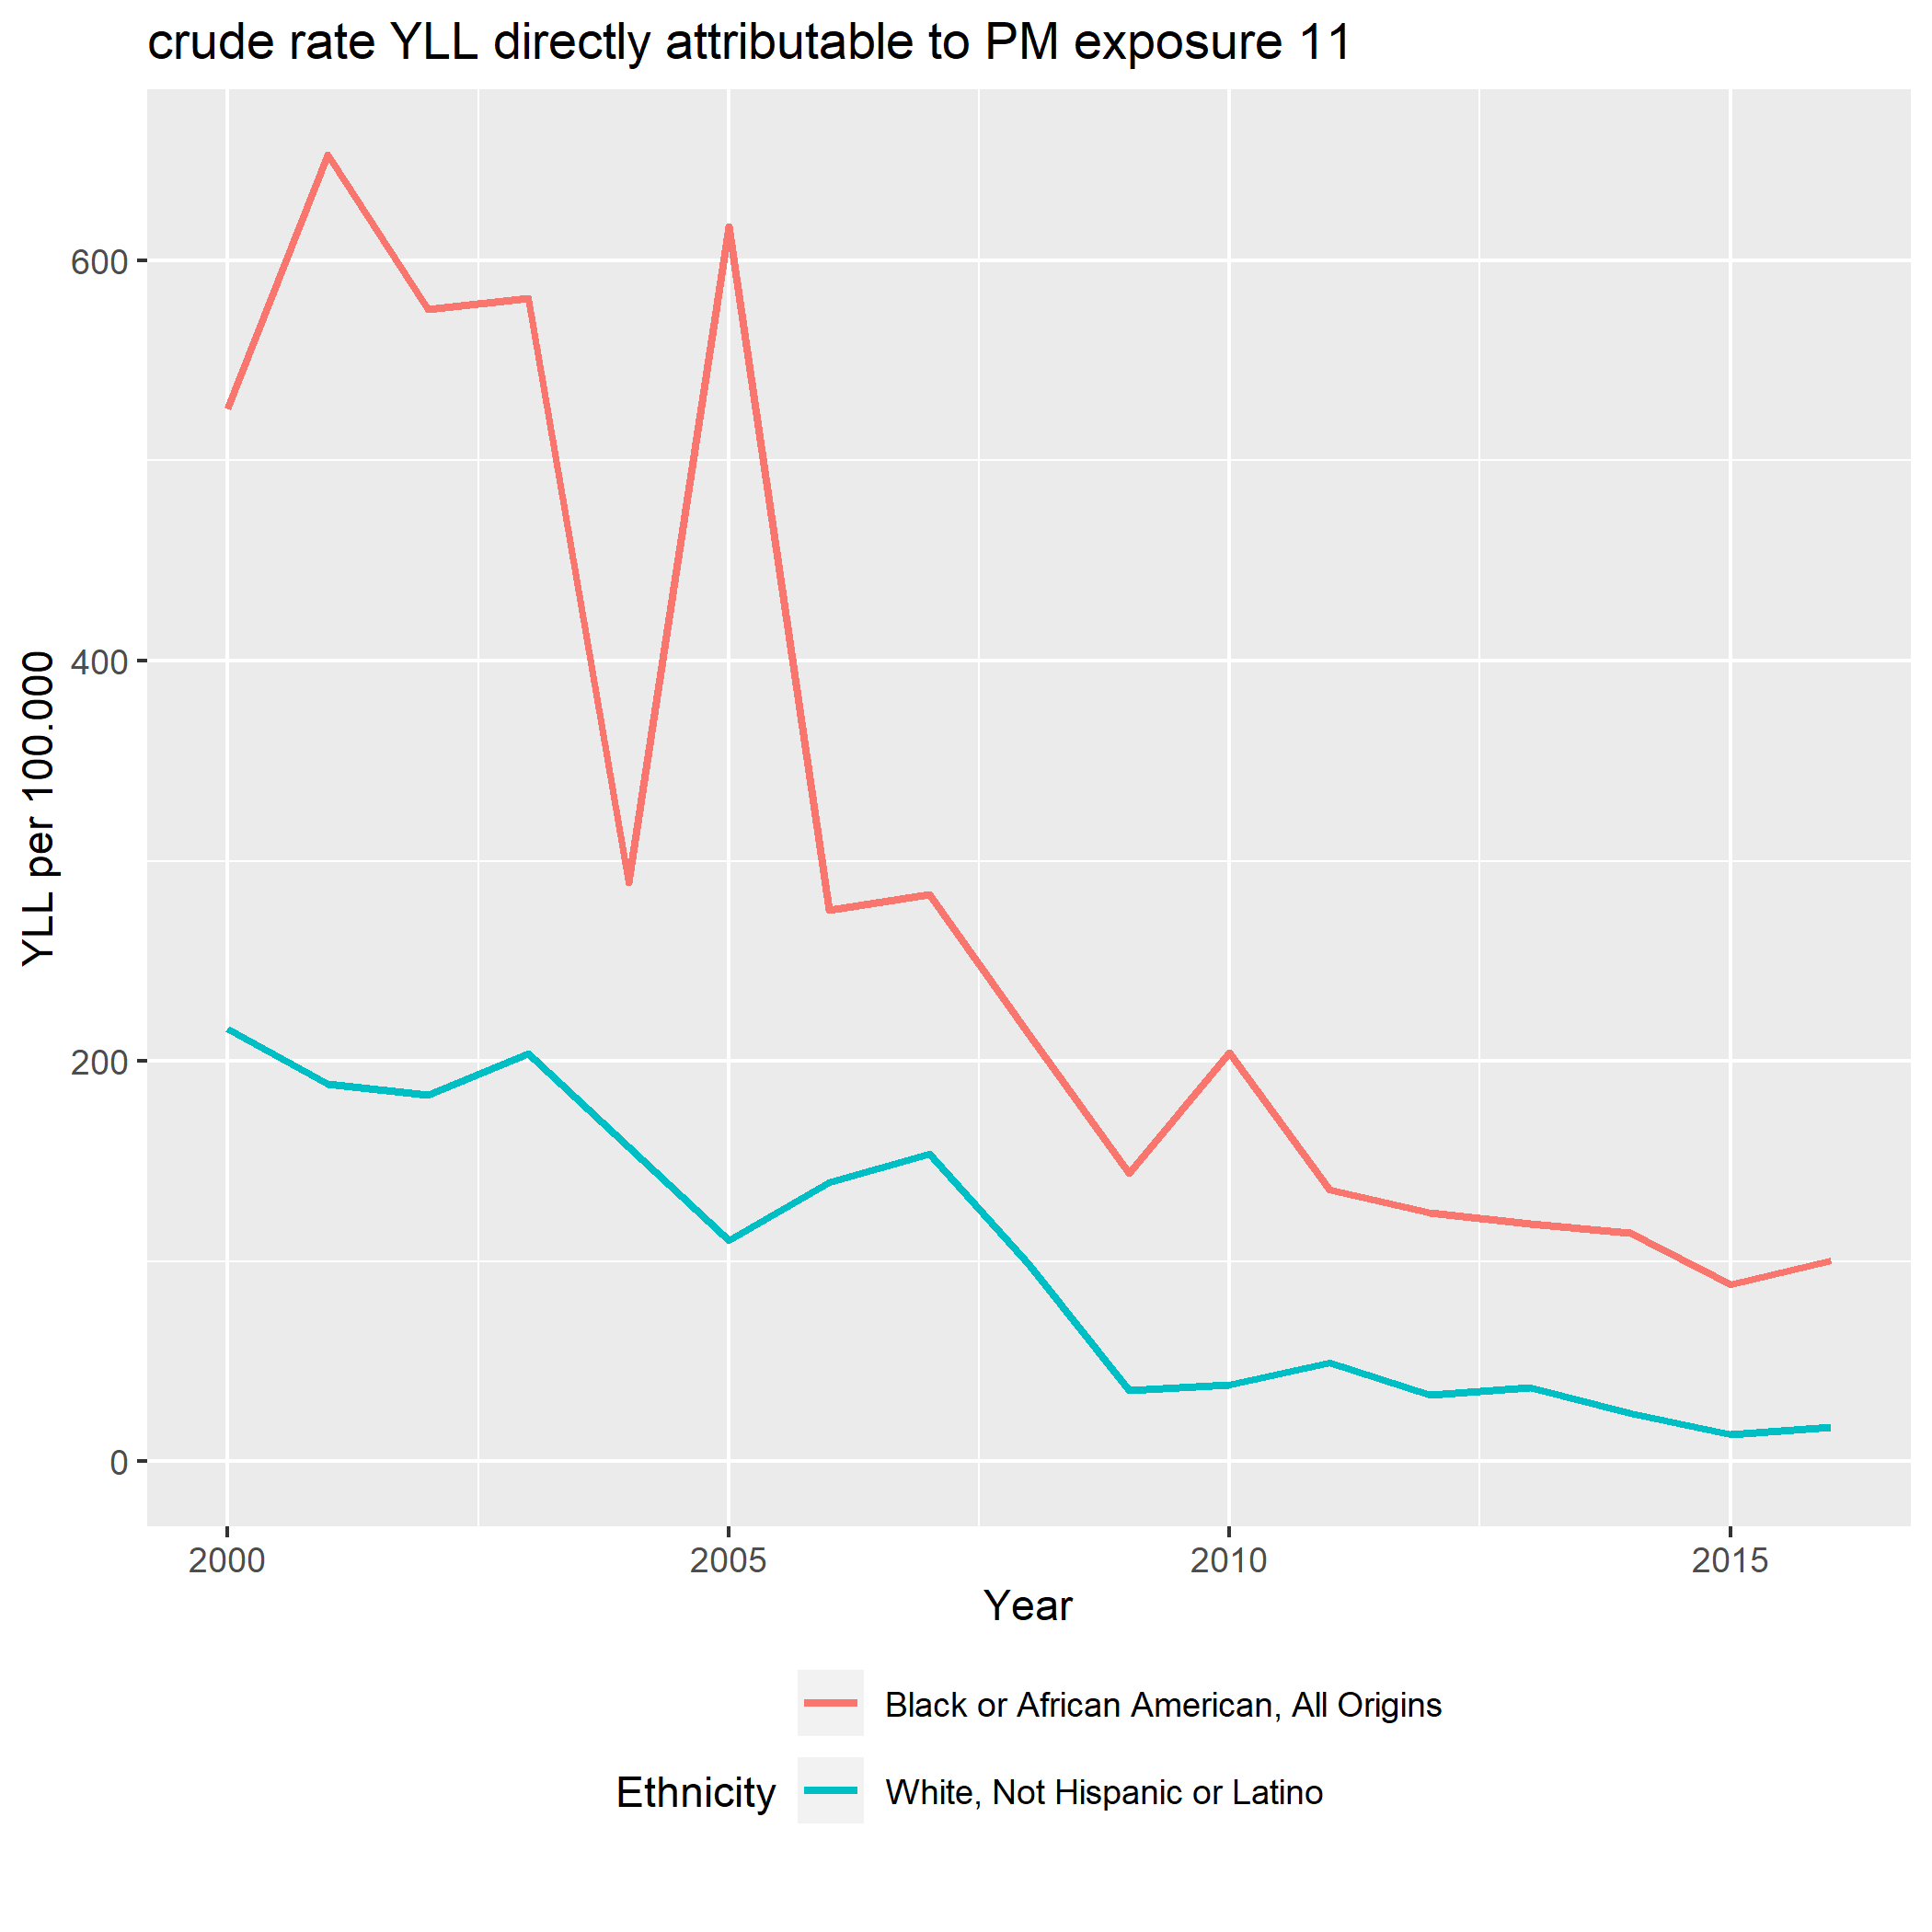 crude rate YLL directly attributable to PM exposure 11
YLL per 100.000
600
400
200
0
2000 2005 2010 2015
Year
Ethnicity
Black or African American, All Origins
White, Not Hispanic or Latino